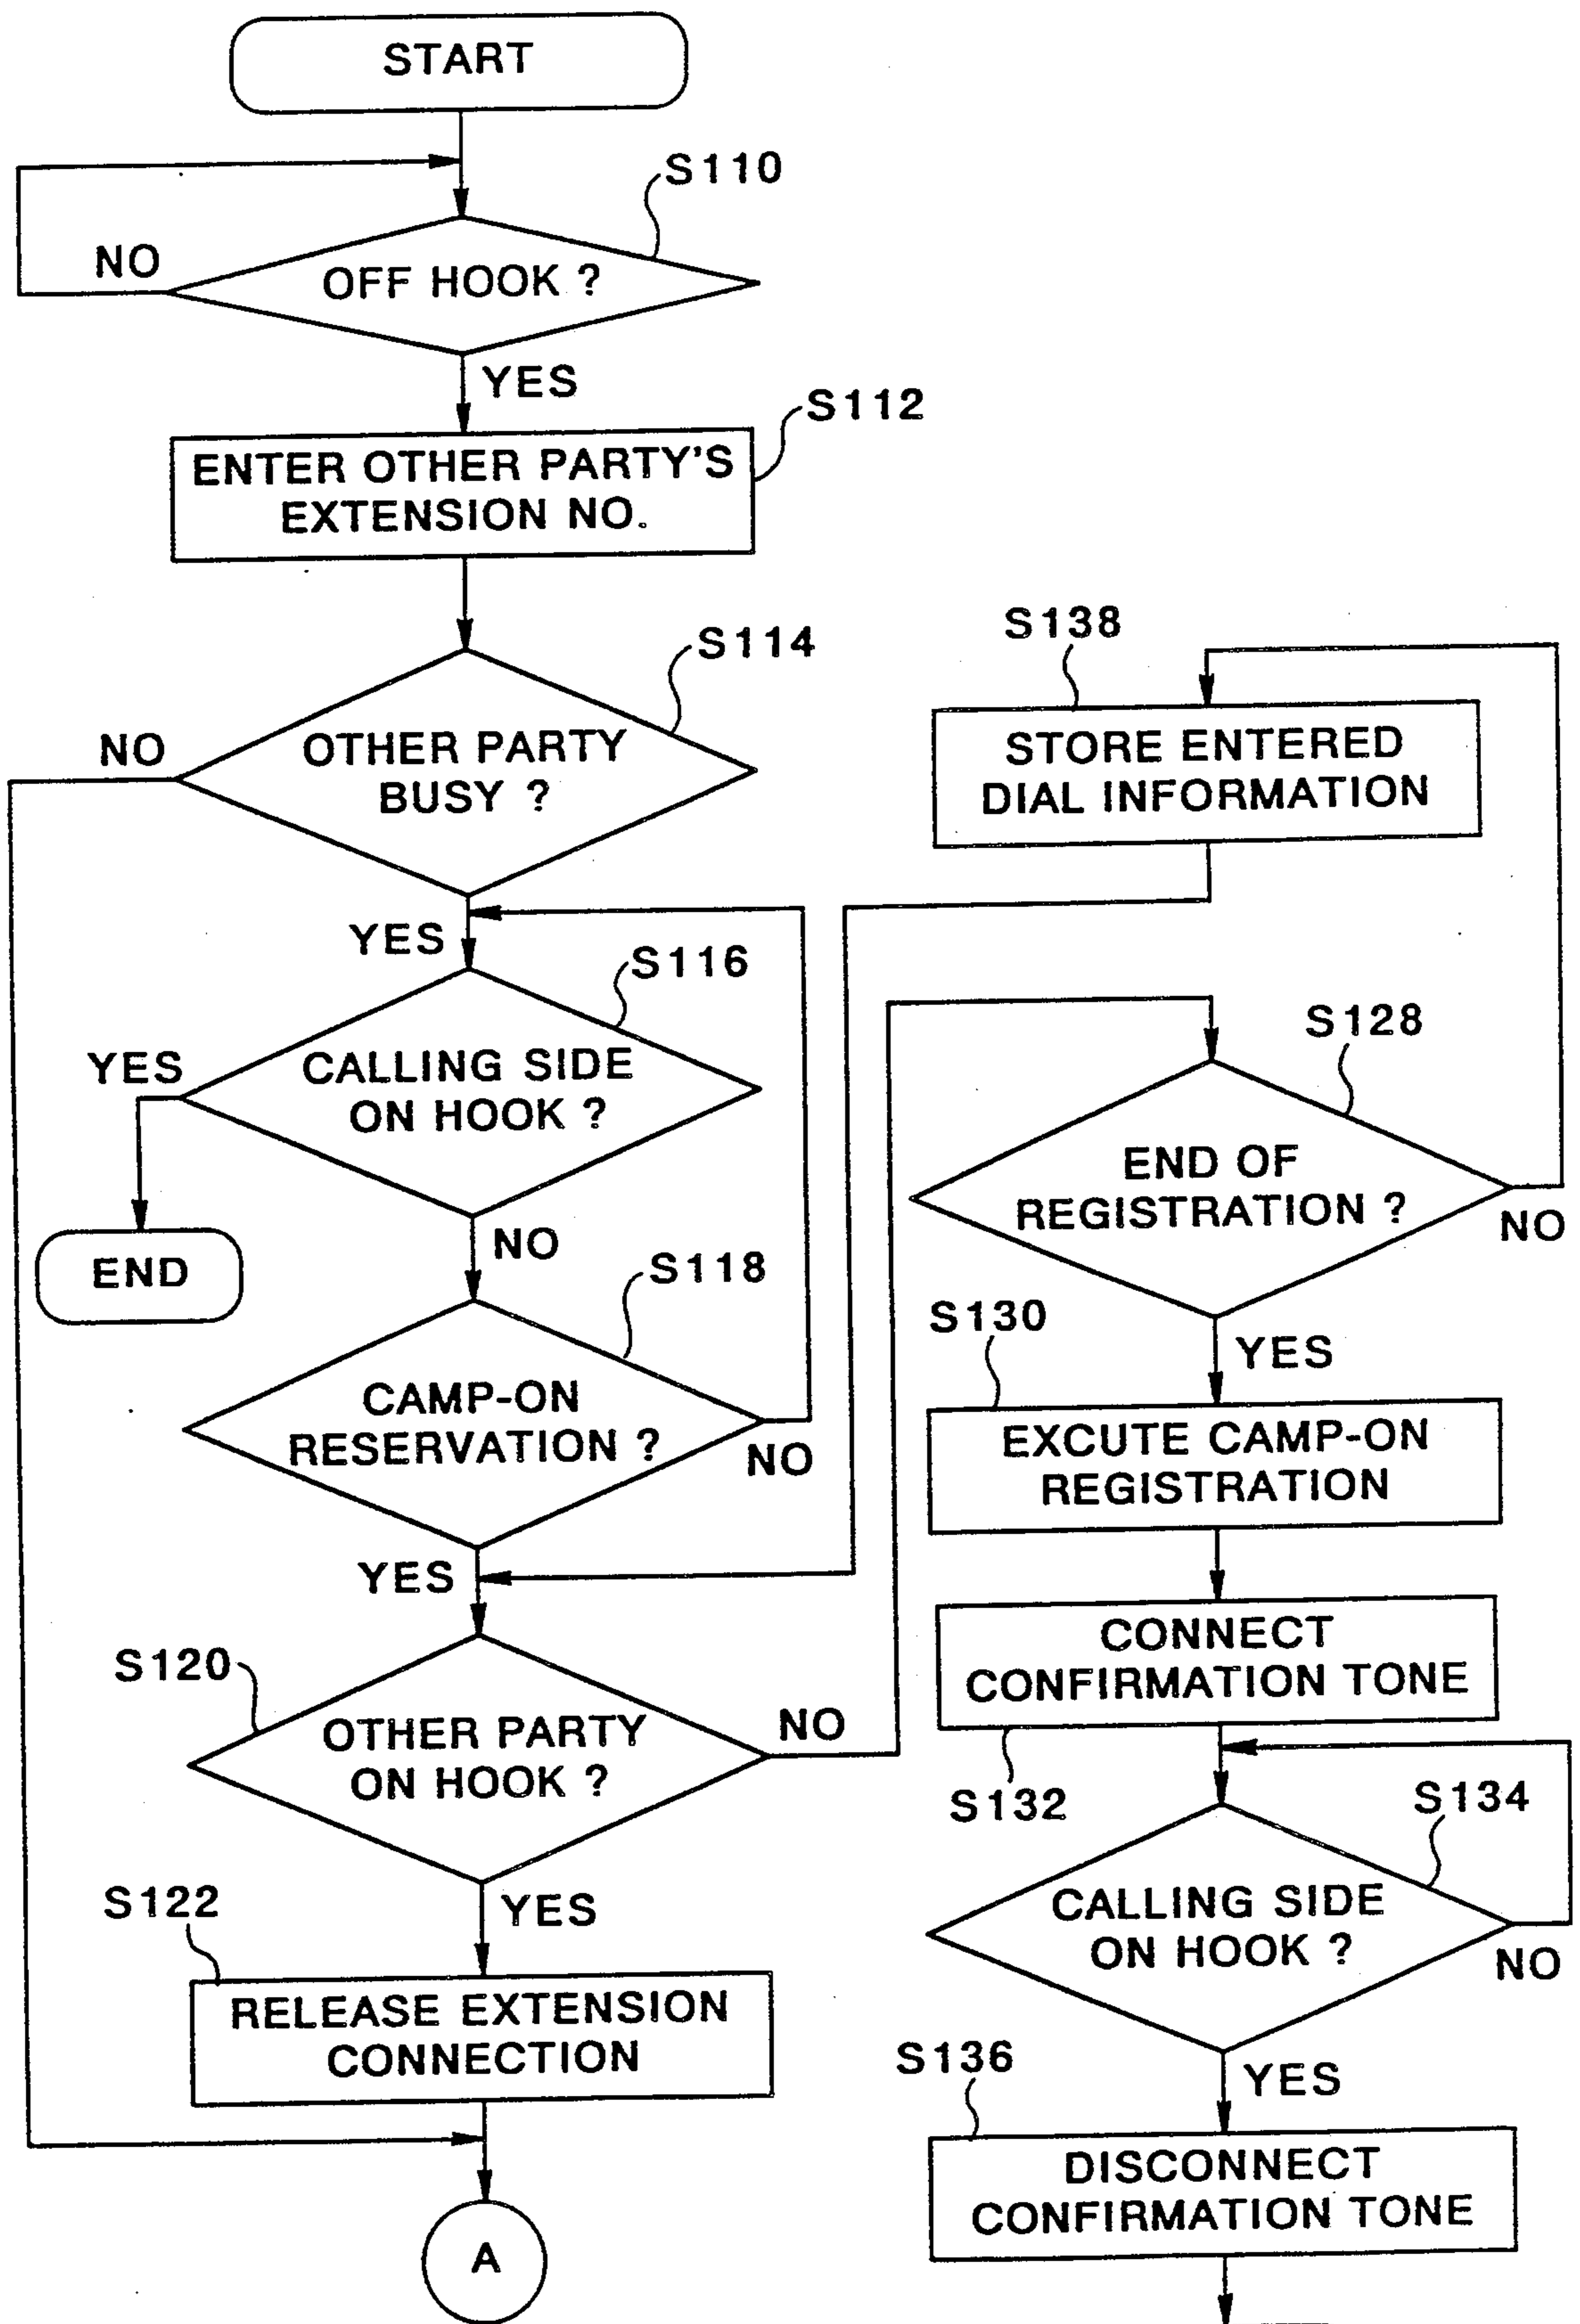 START
S110
NO
OFF HOOK ?
YES
S112
ENTER OTHER PARTY'S
EXTENSION NO.
S114
NO
OTHER PARTY
BUSY ?
YES
S116
YES
CALLING SIDE
ON HOOK ?
END
NO
S118
CAMP-ON
RESERVATION ?
NO
YES
S120
OTHER PARTY
ON HOOK ?
NO
S122
YES
RELEASE EXTENSION
CONNECTION
A
S138
STORE ENTERED
DIAL INFORMATION
S128
END OF
REGISTRATION ?
NO
S130
YES
EXCUTE CAMP-ON
REGISTRATION
CONNECT
CONFIRMATION TONE
S132
S134
CALLING SIDE
ON HOOK ?
NO
S136
YES
DISCONNECT
CONFIRMATION TONE